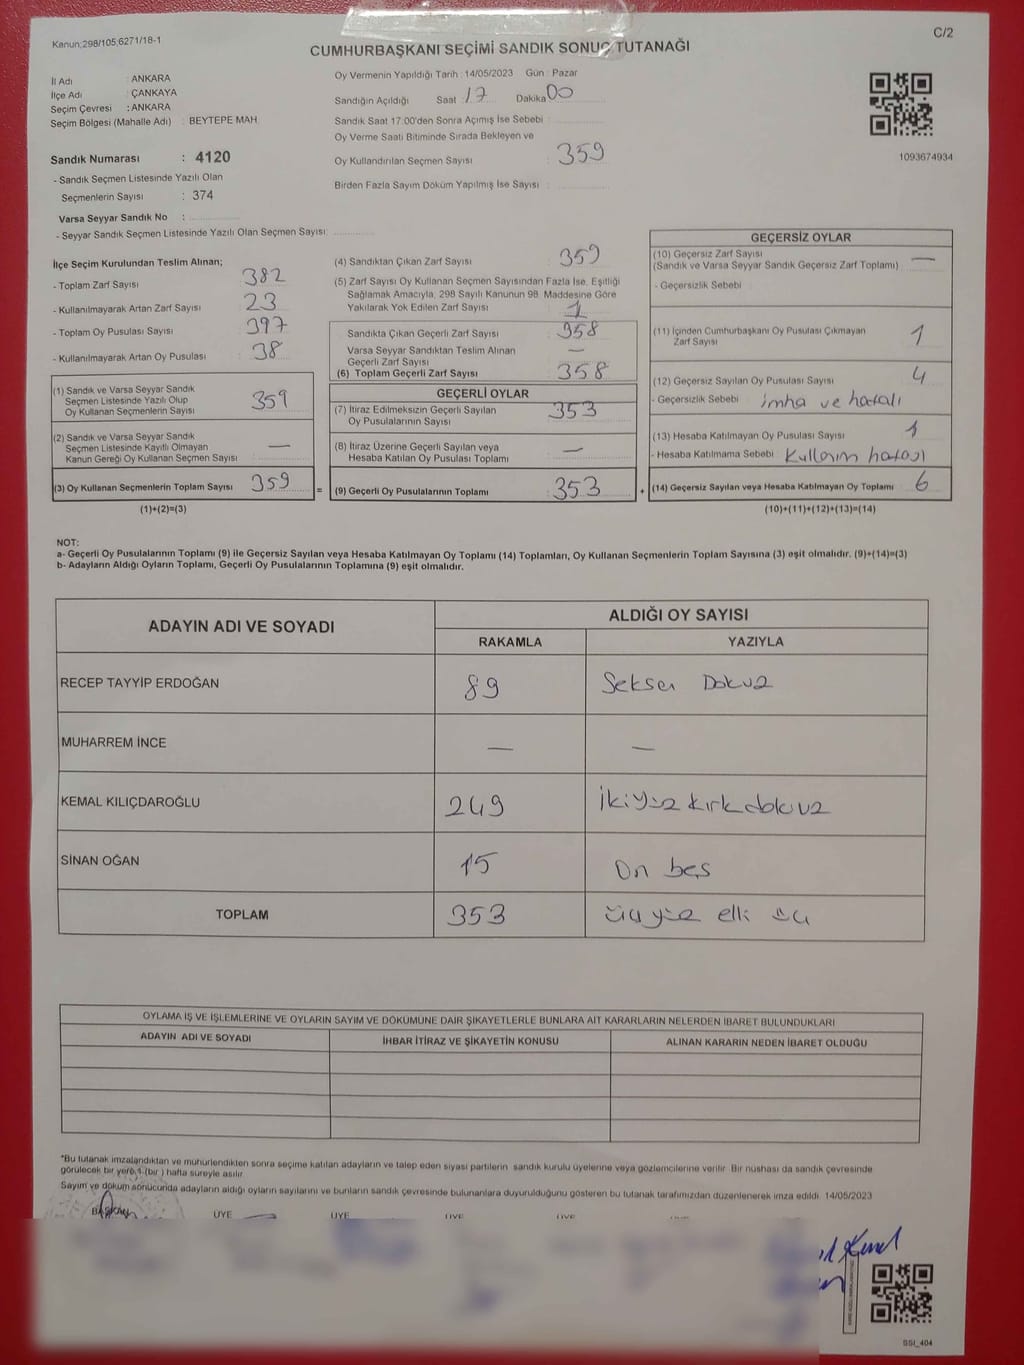 Kanun;298/105;6271/18-1
C/2
CUMHURBAŞKANI SEÇİMİ SANDIK SONUÇ TUTANAĞI
İl Adı : ANKARA
İlçe Adı : ÇANKAYA
Seçim Çevresi : ANKARA
Seçim Bölgesi (Mahalle Adı) : BEYTEPE MAH.
Sandık Numarası : 4120
- Sandık Seçmen Listesinde Yazılı Olan
Seçmenlerin Sayısı : 374
Varsa Seyyar Sandık No :
- Seyyar Sandık Seçmen Listesinde Yazılı Olan Seçmen Sayısı:
Oy Vermenin Yapıldığı Tarih : 14/05/2023 Gün : Pazar
Sandığın Açıldığı Saat 17 Dakika 00
Sandık Saat 17:00'den Sonra Açımış İse Sebebi :
Oy Verme Saati Bitiminde Sırada Bekleyen ve
Oy Kullandırılan Seçmen Sayısı : 359
Birden Fazla Sayım Döküm Yapılmış İse Sayısı :
1093674934
İlçe Seçim Kurulundan Teslim Alınan;
- Toplam Zarf Sayısı : 382
- Kullanılmayarak Artan Zarf Sayısı : 23
- Toplam Oy Pusulası Sayısı : 397
- Kullanılmayarak Artan Oy Pusulası : 38
(1) Sandık ve Varsa Seyyar Sandık
Seçmen Listesinde Yazılı Olup
Oy Kullanan Seçmenlerin Sayısı 359
(2) Sandık ve Varsa Seyyar Sandık
Seçmen Listesinde Kayıtlı Olmayan
Kanun Gereği Oy Kullanan Seçmen Sayısı —
(3) Oy Kullanan Seçmenlerin Toplam Sayısı 359 =
(1)+(2)=(3)
(4) Sandıktan Çıkan Zarf Sayısı 359
(5) Zarf Sayısı Oy Kullanan Seçmen Sayısından Fazla İse, Eşitliği
Sağlamak Amacıyla, 298 Sayılı Kanunun 98. Maddesine Göre
Yakılarak Yok Edilen Zarf Sayısı : 1
Sandıkta Çıkan Geçerli Zarf Sayısı : 358
Varsa Seyyar Sandıktan Teslim Alınan
Geçerli Zarf Sayısı : —
(6) Toplam Geçerli Zarf Sayısı : 358
GEÇERLİ OYLAR
(7) İtiraz Edilmeksizin Geçerli Sayılan
Oy Pusulalarının Sayısı : 353
(8) İtiraz Üzerine Geçerli Sayılan veya
Hesaba Katılan Oy Pusulası Toplamı —
(9) Geçerli Oy Pusulalarının Toplamı : 353 +
GEÇERSİZ OYLAR
(10) Geçersiz Zarf Sayısı
(Sandık ve Varsa Seyyar Sandık Geçersiz Zarf Toplamı) —
- Geçersizlik Sebebi :
(11) İçinden Cumhurbaşkanı Oy Pusulası Çıkmayan
Zarf Sayısı 1
(12) Geçersiz Sayılan Oy Pusulası Sayısı : 4
- Geçersizlik Sebebi : imha ve hatalı
(13) Hesaba Katılmayan Oy Pusulası Sayısı : 1
- Hesaba Katılmama Sebebi : Kullanım hatası
(14) Geçersiz Sayılan veya Hesaba Katılmayan Oy Toplamı 6
(10)+(11)+(12)+(13)=(14)
NOT:
a- Geçerli Oy Pusulalarının Toplamı (9) ile Geçersiz Sayılan veya Hesaba Katılmayan Oy Toplamı (14) Toplamları, Oy Kullanan Seçmenlerin Toplam Sayısına (3) eşit olmalıdır. (9)+(14)=(3)
b- Adayların Aldığı Oyların Toplamı, Geçerli Oy Pusulalarının Toplamına (9) eşit olmalıdır.
ADAYIN ADI VE SOYADI
ALDIĞI OY SAYISI
RAKAMLA YAZIYLA
RECEP TAYYİP ERDOĞAN 89 Seksen Dokuz
MUHARREM İNCE — —
KEMAL KILIÇDAROĞLU 249 İkiyüz kırkdokuz
SİNAN OĞAN 15 On beş
TOPLAM 353 üçyüz elli üç
OYLAMA İŞ VE İŞLEMLERİNE VE OYLARIN SAYIM VE DÖKÜMÜNE DAİR ŞİKAYETLERLE BUNLARA AİT KARARLARIN NELERDEN İBARET BULUNDUKLARI
ADAYIN ADI VE SOYADI İHBAR İTİRAZ VE ŞİKAYETİN KONUSU ALINAN KARARIN NEDEN İBARET OLDUĞU
*Bu tutanak imzalandıktan ve mühürlendikten sonra seçime katılan adayların ve talep eden siyasi partilerin sandık kurulu üyelerine veya gözlemcilerine verilir. Bir nüshası da sandık çevresinde
görülecek bir yere 1 (bir ) hafta süreyle asılır.
Sayım ve döküm sonucunda adayların aldığı oyların sayılarını ve bunların sandık çevresinde bulunanlara duyurulduğunu gösteren bu tutanak tarafımızdan düzenlenerek imza edildi. 14/05/2023
BAŞKAN ÜYE ÜYE ÜYE ÜYE
SSİ_404